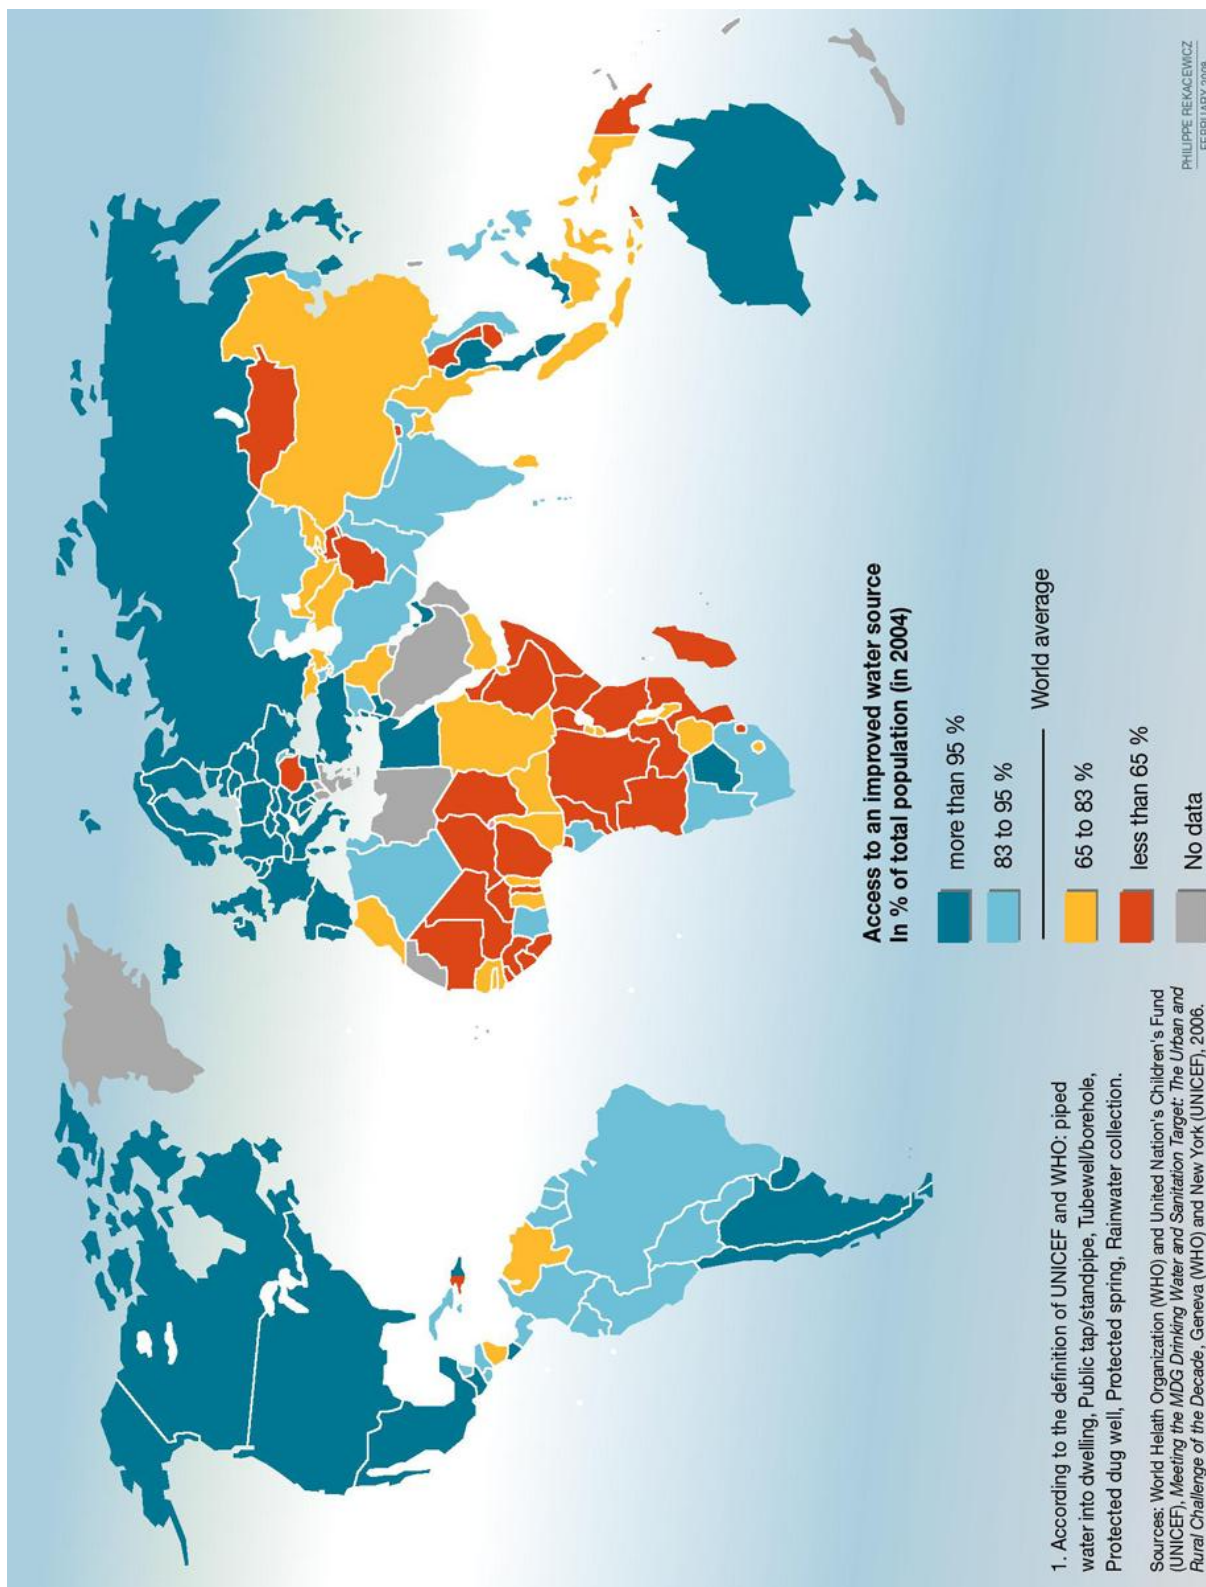 Access to an improved water source
In % of total population (in 2004)
more than 95 %
83 to 95 %
World average
65 to 83 %
less than 65 %
No data
1. According to the definition of UNICEF and WHO: piped
water into dwelling, Public tap/standpipe, Tubewell/borehole,
Protected dug well, Protected spring, Rainwater collection.
Sources: World Helath Organization (WHO) and United Nation's Children's Fund
(UNICEF), Meeting the MDG Drinking Water and Sanitation Target: The Urban and
Rural Challenge of the Decade, Geneva (WHO) and New York (UNICEF), 2006.
PHILIPPE REKACEWICZ
FEBRUARY